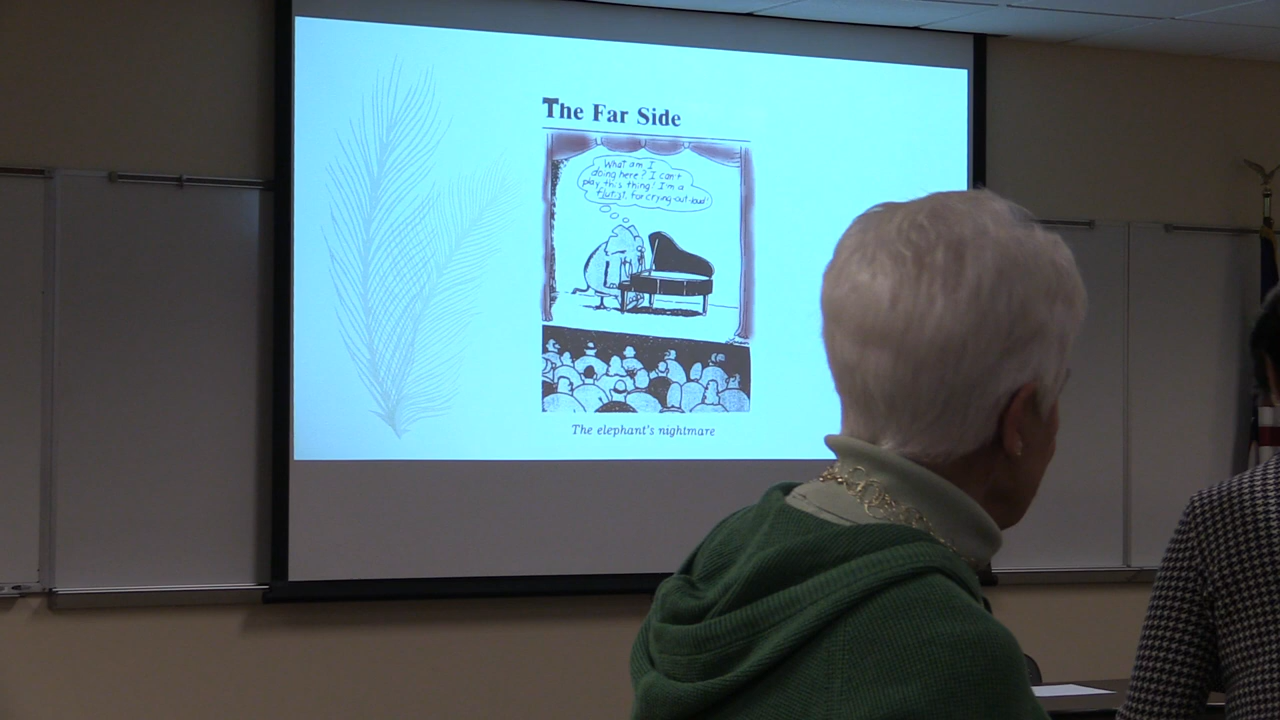 The Far Side
What am I
doing here? I can't
play this thing! I'm a
flutist, for crying out loud!
The elephant's nightmare